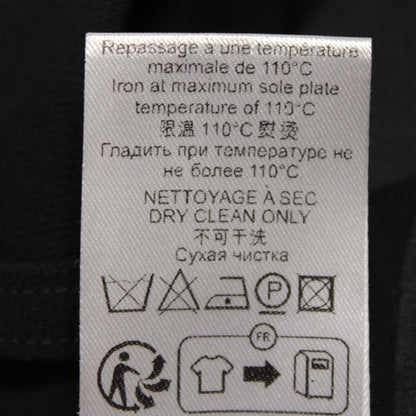 Repassage à une température
maximale de 110°C
Iron at maximum sole plate
temperature of 110°C
限温 110°C 熨烫
Гладить при температуре не
не более 110°C
NETTOYAGE À SEC
DRY CLEAN ONLY
不可干洗
Сухая чистка
P
FR